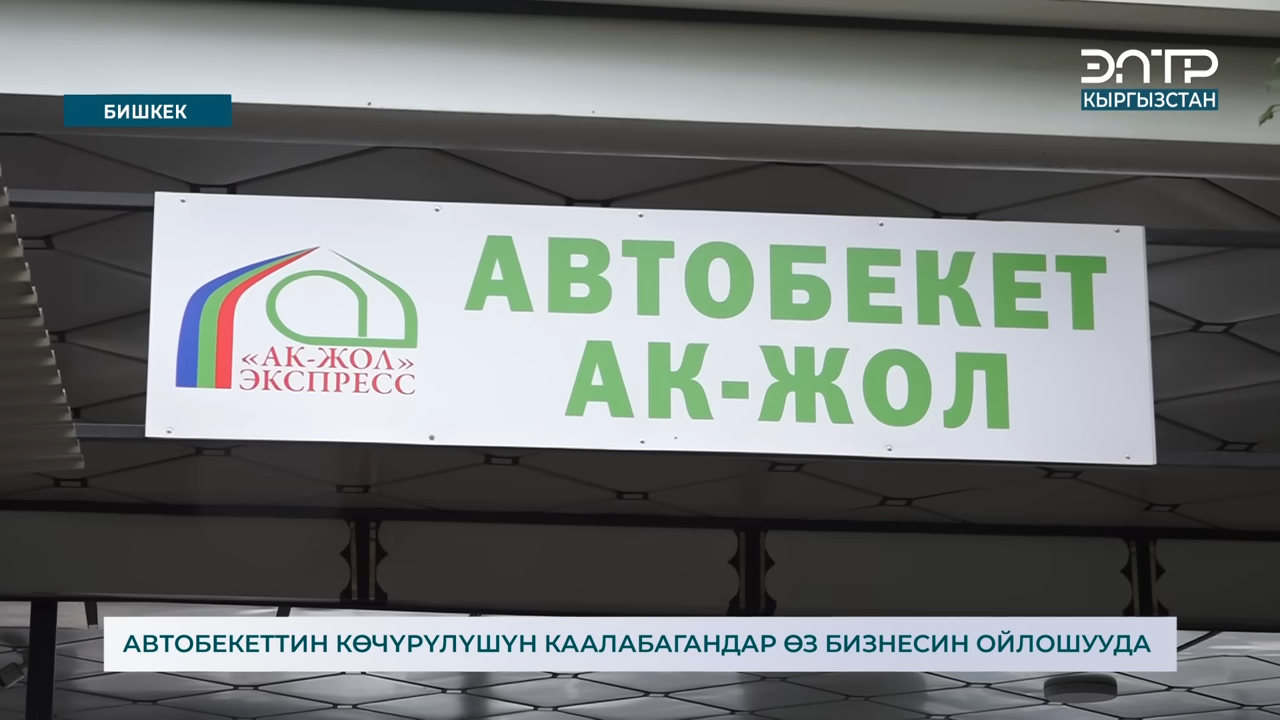 ЭЛТР
КЫРГЫЗСТАН
БИШКЕК
АВТОБЕКЕТ
АК-ЖОЛ
«АК-ЖОЛ»
ЭКСПРЕСС
АВТОБЕКЕТТИН КӨЧҮРҮЛҮШҮН КААЛАБАГАНДАР ӨЗ БИЗНЕСИН ОЙЛОШУУДА